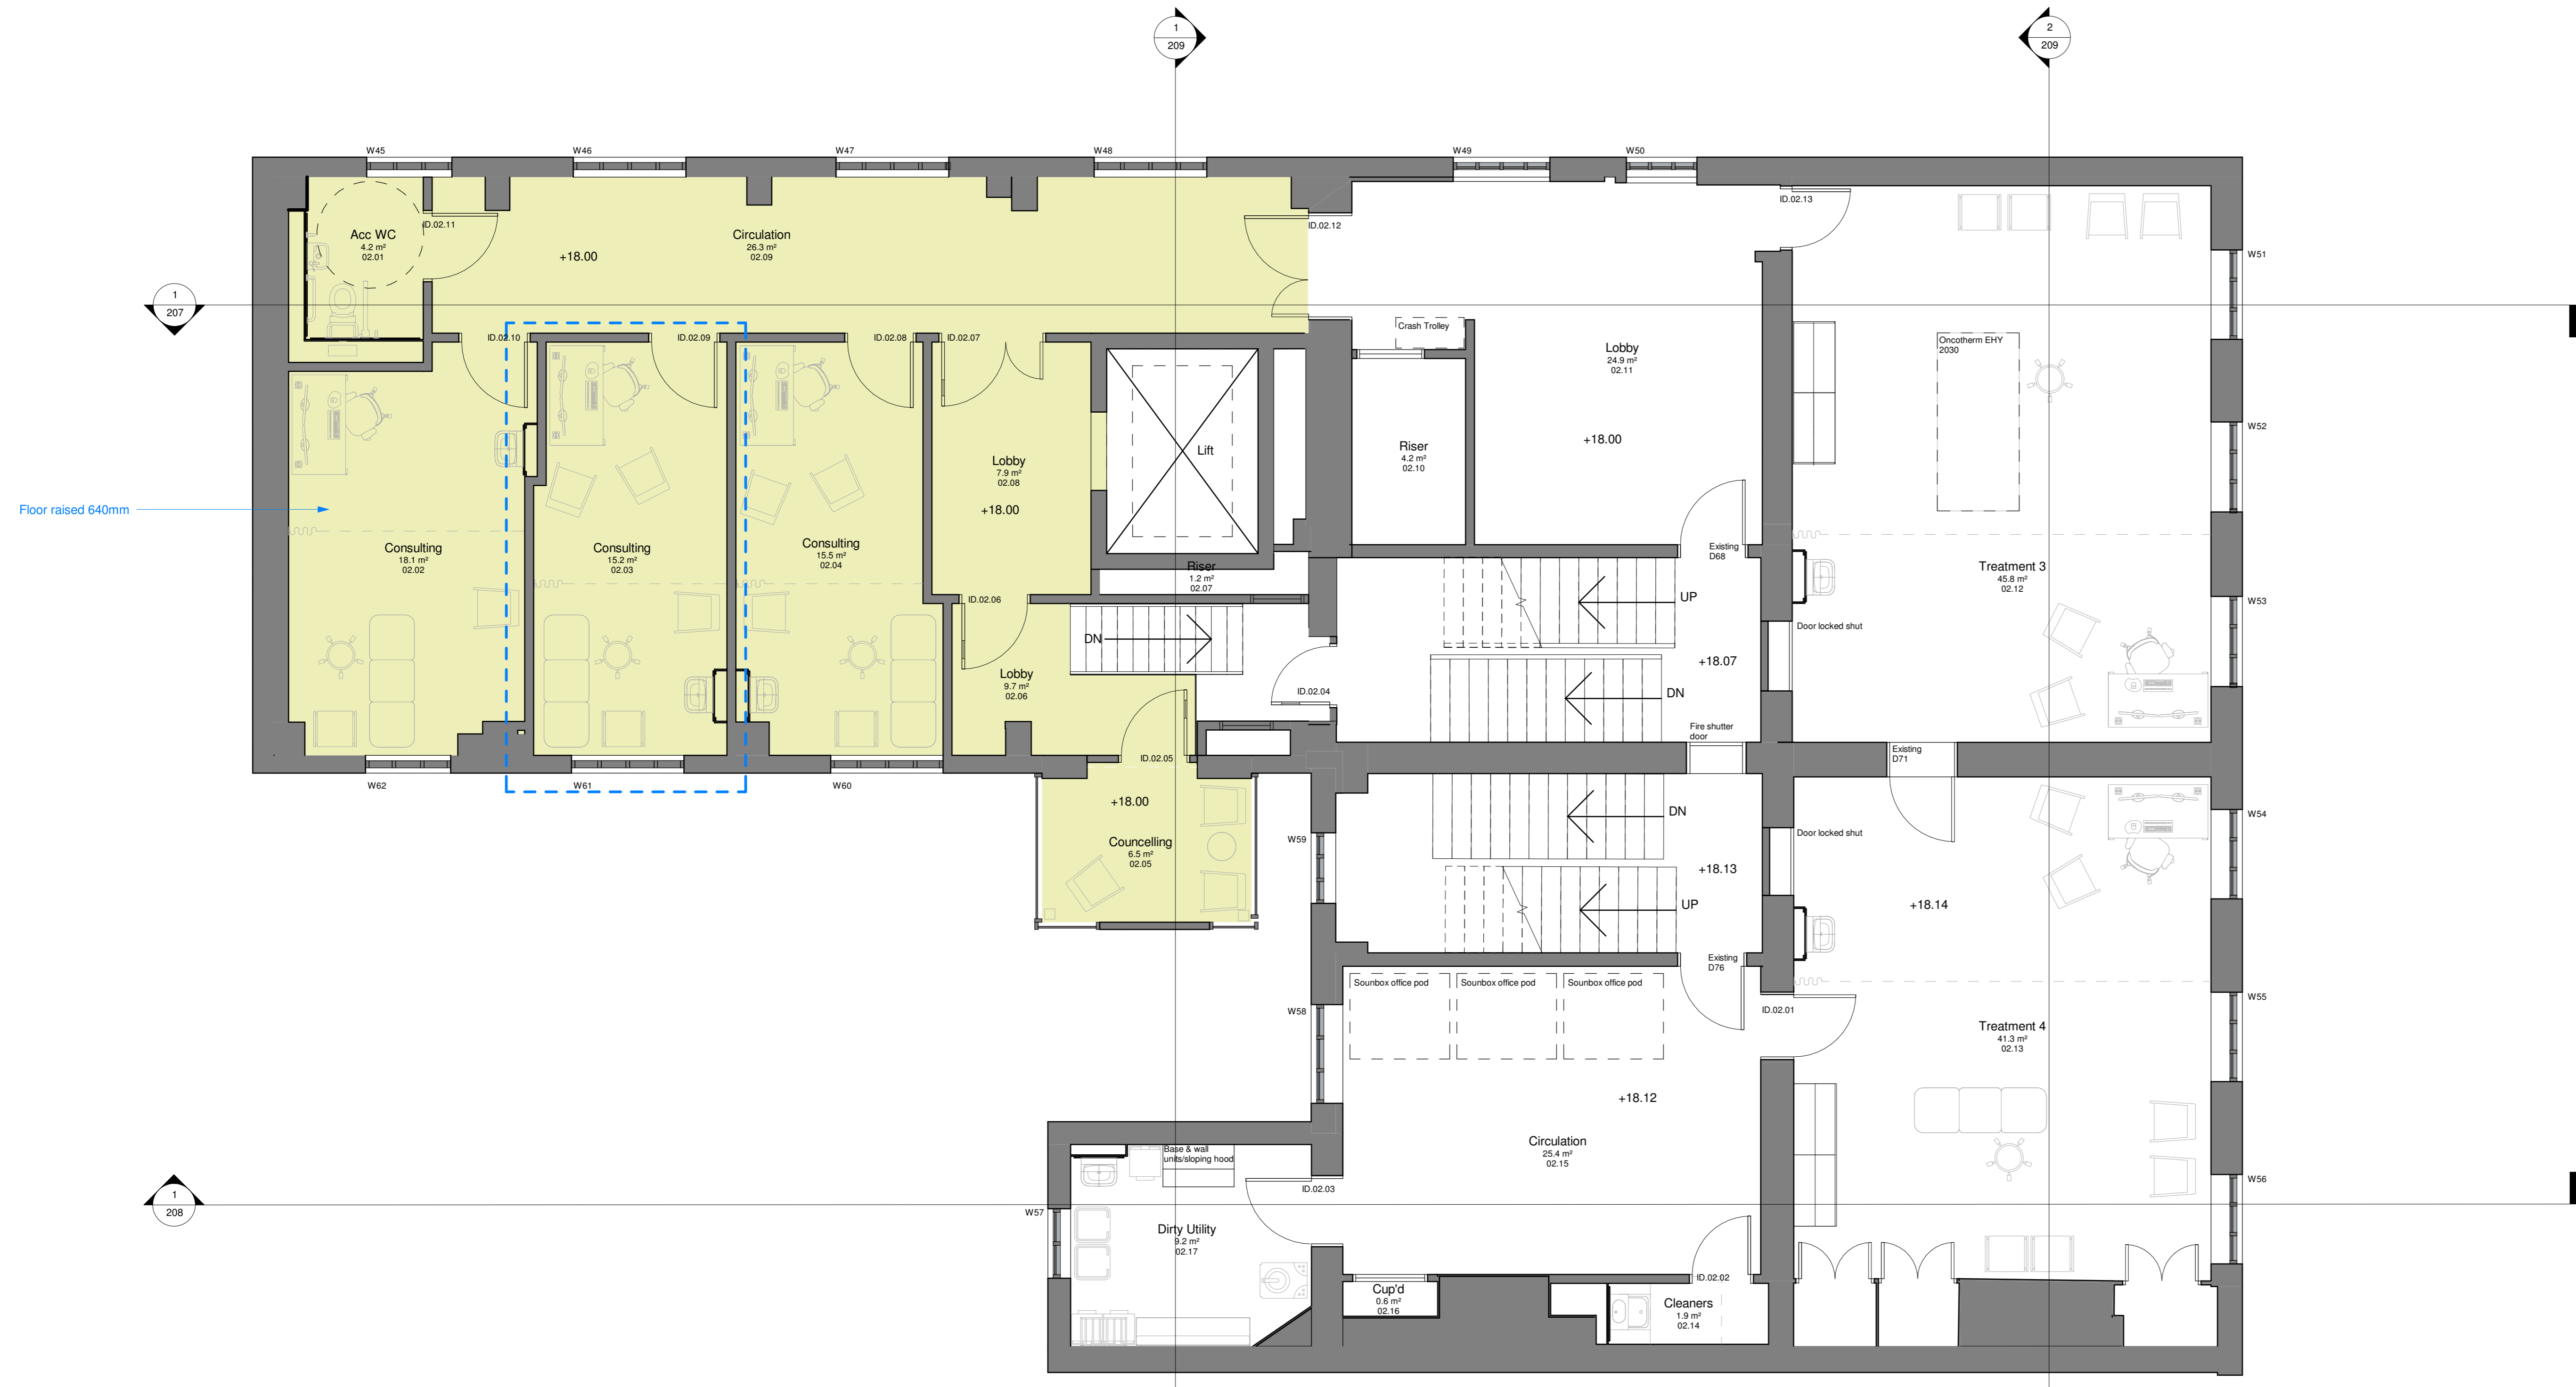 1
209
2
209
W45
W46
W47
W48
W49
W50
ID.02.11
Acc WC
4.2 m²
02.01
+18.00
Circulation
26.3 m²
02.09
ID.02.12
ID.02.13
W51
1
207
ID.02.10
ID.02.09
ID.02.08
ID.02.07
Crash Trolley
Lobby
24.9 m²
02.11
Oncotherm EHY
2030
W52
+18.00
Riser
4.2 m²
02.10
Lift
Lobby
7.9 m²
02.08
+18.00
Floor raised 640mm
Consulting
18.1 m²
02.02
Consulting
15.2 m²
02.03
Consulting
15.5 m²
02.04
Riser
1.2 m²
02.07
Existing
D68
Treatment 3
45.8 m²
02.12
ID.02.06
UP
W53
DN
Door locked shut
+18.07
Lobby
9.7 m²
02.06
ID.02.04
DN
Fire shutter
door
ID.02.05
Existing
D71
W62
W61
W60
+18.00
DN
W54
Councelling
6.5 m²
02.05
W59
Door locked shut
+18.13
UP
+18.14
Existing
D76
Sounbox office pod
Sounbox office pod
Sounbox office pod
W58
ID.02.01
W55
Treatment 4
41.3 m²
02.13
+18.12
Circulation
25.4 m²
02.15
Base & wall
units/sloping hood
1
208
ID.02.03
W56
W57
Dirty Utility
9.2 m²
02.17
ID.02.02
Cup'd
0.6 m²
02.16
Cleaners
1.9 m²
02.14